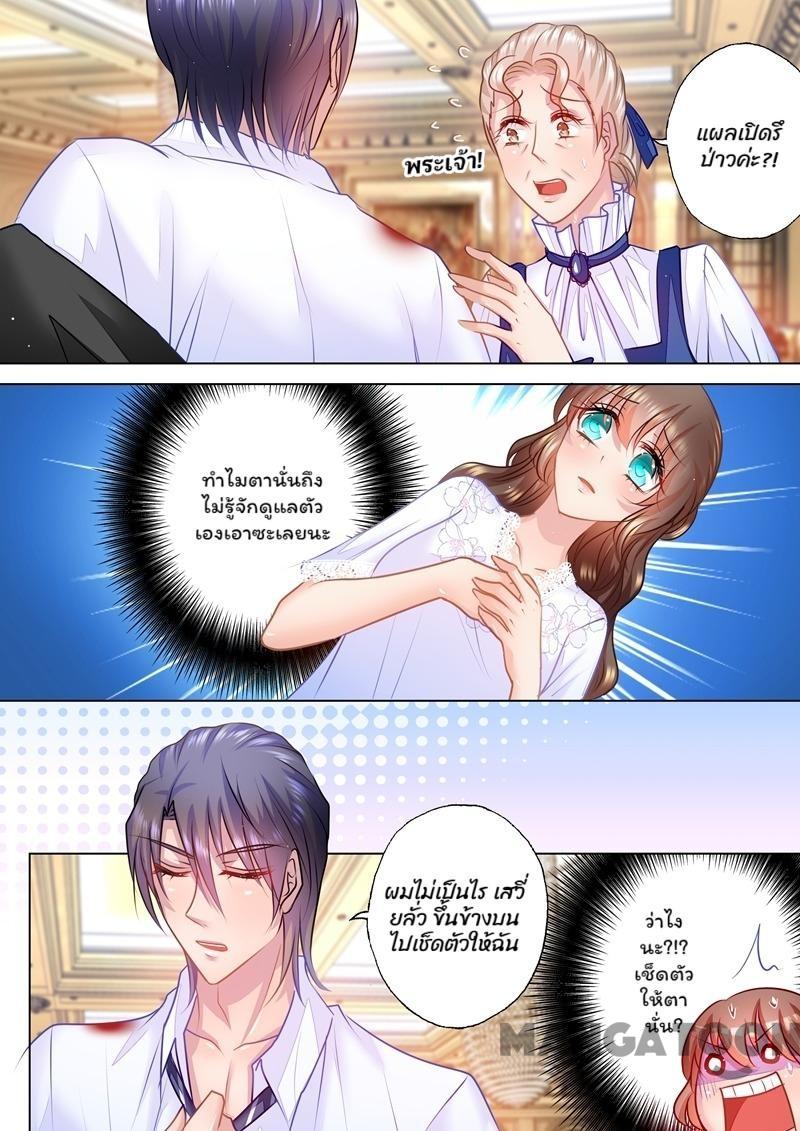 แผลเปิดรึ
ป่าวค่ะ?!
พระเจ้า!
ทำไมตานั่นถึง
ไม่รู้จักดูแลตัว
เองเอาซะเลยนะ
ผมไม่เป็นไร เสวี่
ยลั่ว ขึ้นข้างบน
ไปเช็ดตัวให้ฉัน
ว่าไง
นะ?!?
เช็ดตัว
ให้ตา
นั่น?
MANGATOON